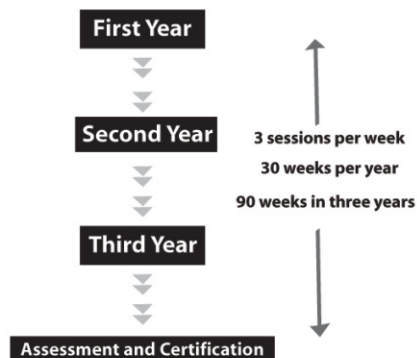 First Year
Second Year
3 sessions per week
30 weeks per year
90 weeks in three years
Third Year
Assessment and Certification